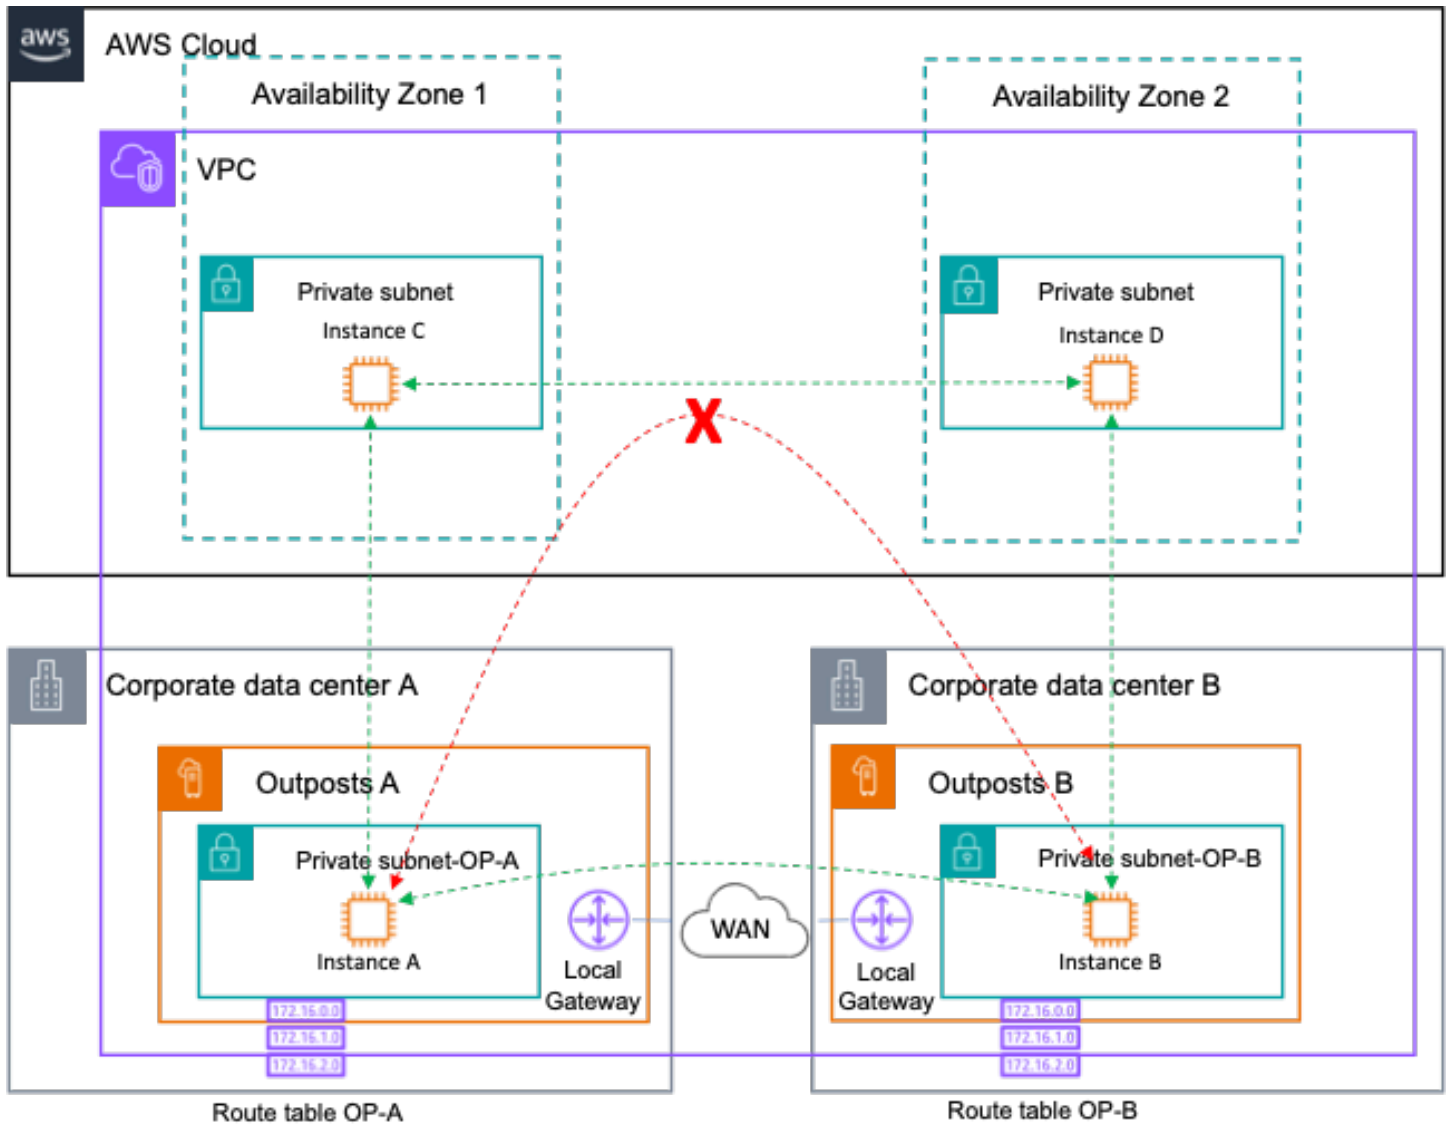 aws
AWS Cloud
Availability Zone 1
Availability Zone 2
VPC
Private subnet
Instance C
Private subnet
Instance D
X
Corporate data center A
Corporate data center B
Outposts A
Outposts B
Private subnet-OP-A
Private subnet-OP-B
WAN
Instance A
Instance B
Local
Gateway
Local
Gateway
172.16.0.0
172.16.1.0
172.16.2.0
172.16.0.0
172.16.1.0
172.16.2.0
Route table OP-A
Route table OP-B